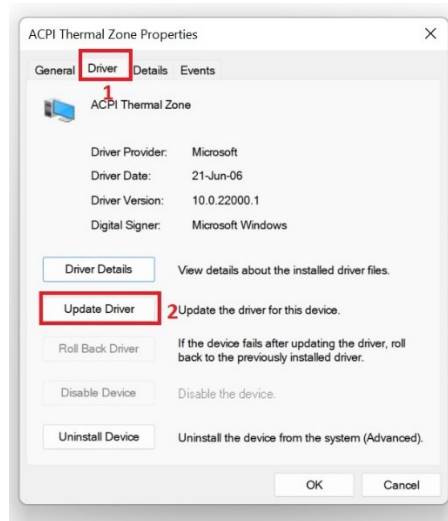 ACPI Thermal Zone Properties
General Driver Details Events
1
ACPI Thermal Zone
Driver Provider: Microsoft
Driver Date: 21-Jun-06
Driver Version: 10.0.22000.1
Digital Signer: Microsoft Windows
Driver Details View details about the installed driver files.
Update Driver 2 Update the driver for this device.
Roll Back Driver If the device fails after updating the driver, roll
back to the previously installed driver.
Disable Device Disable the device.
Uninstall Device Uninstall the device from the system (Advanced).
OK Cancel